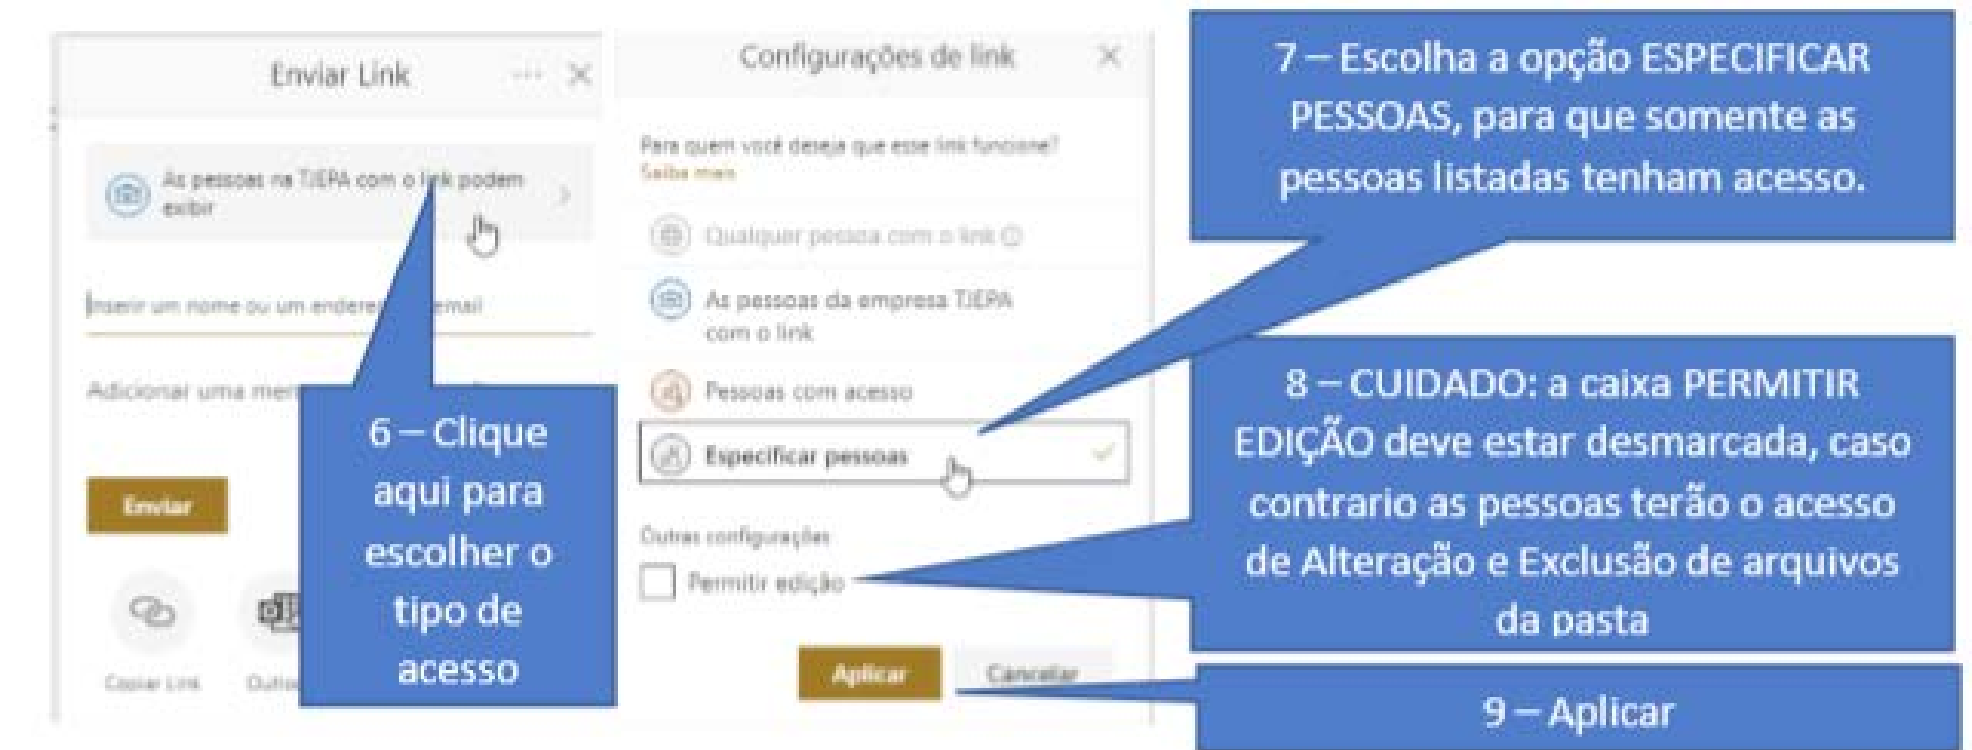 Enviar Link
As pessoas na TJEPA com o link podem
exibir
Inserir um nome ou um email
Adicionar uma
Enviar
Copiar Link
6 – Clique
aqui para
escolher o
tipo de
acesso
Configurações de link
Para quem você deseja que esse link funcione?
Saiba mais
Qualquer pessoa com o link
As pessoas da empresa TJEPA
com o link
Pessoas com acesso
Especificar pessoas
Outras configurações
Permitir edição
Aplicar
Cancelar
7 – Escolha a opção ESPECIFICAR
PESSOAS, para que somente as
pessoas listadas tenham acesso.
8 – CUIDADO: a caixa PERMITIR
EDIÇÃO deve estar desmarcada, caso
contrario as pessoas terão o acesso
de Alteração e Exclusão de arquivos
da pasta
9 – Aplicar